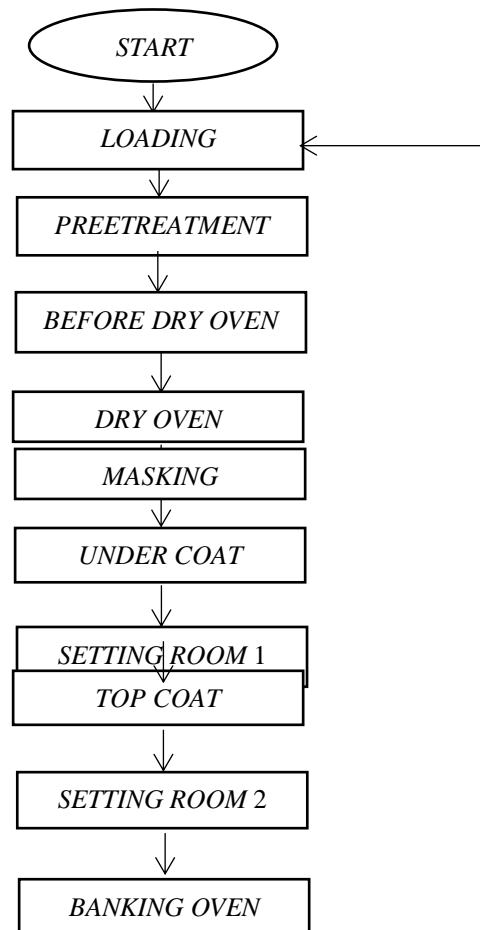 START
LOADING
PREETREATMENT
BEFORE DRY OVEN
DRY OVEN
MASKING
UNDER COAT
SETTING ROOM 1
TOP COAT
SETTING ROOM 2
BANKING OVEN